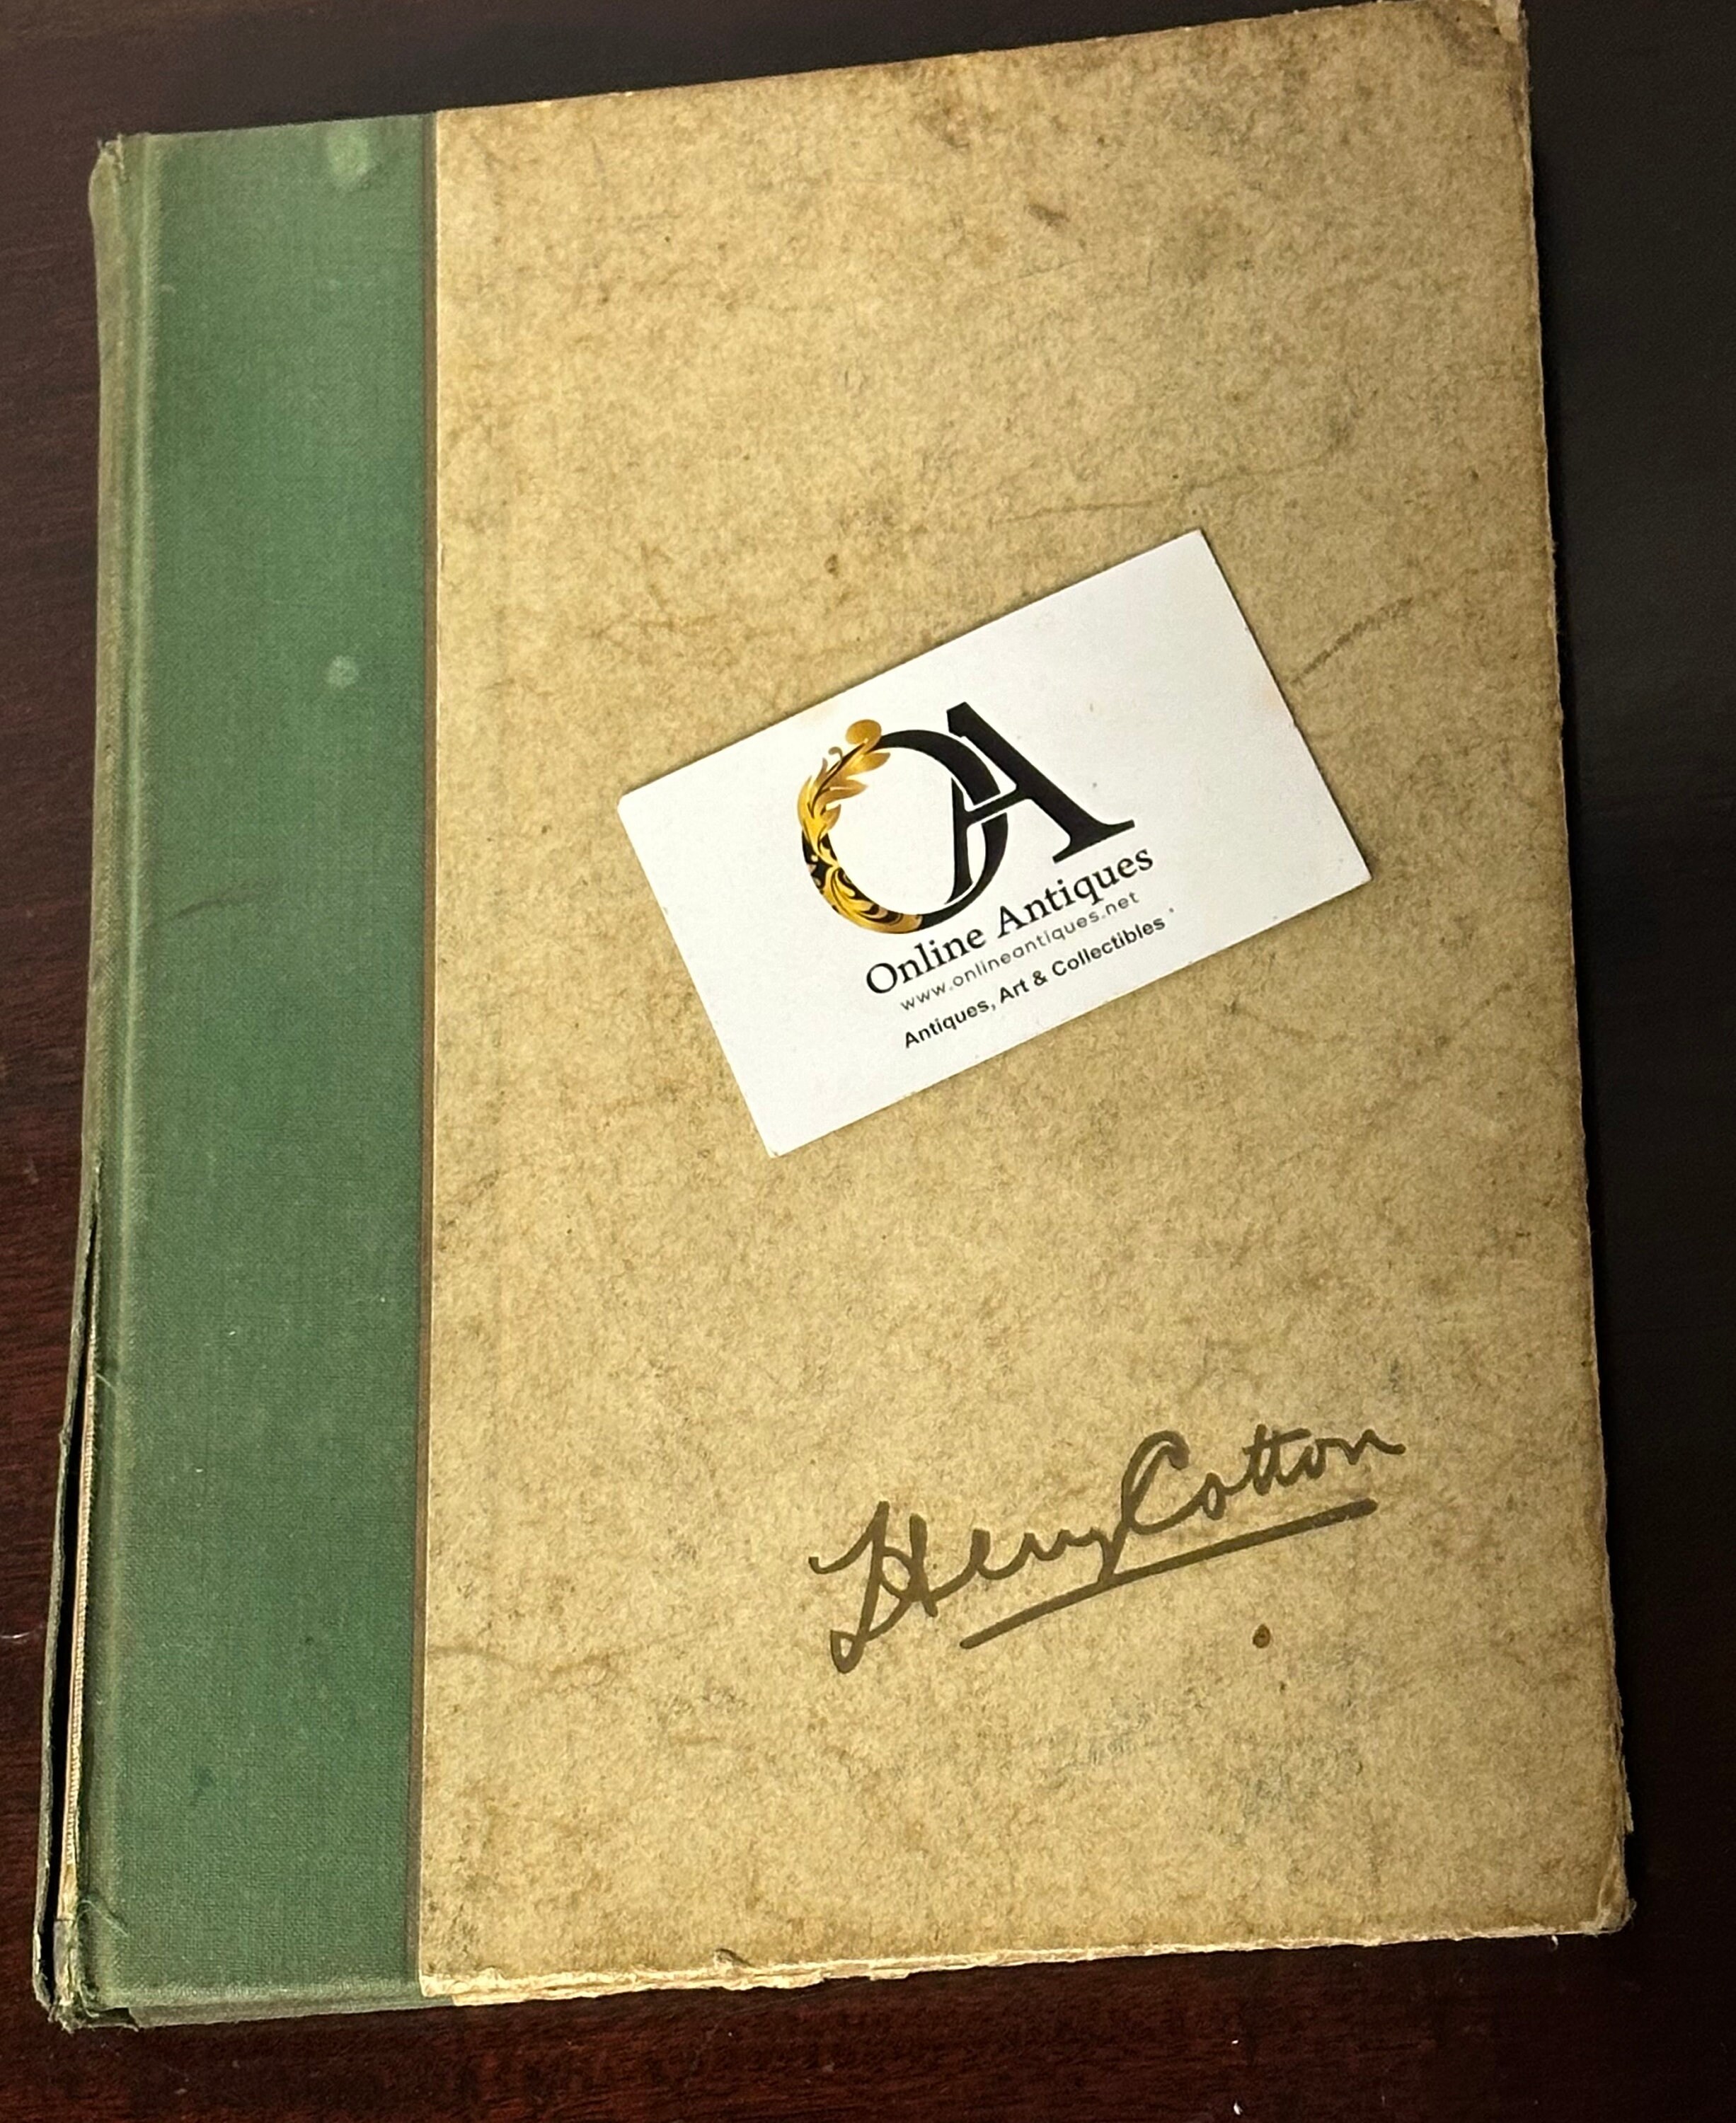 OA
Online Antiques
www.onlineantiques.net
Antiques, Art & Collectibles
Henry Cotton